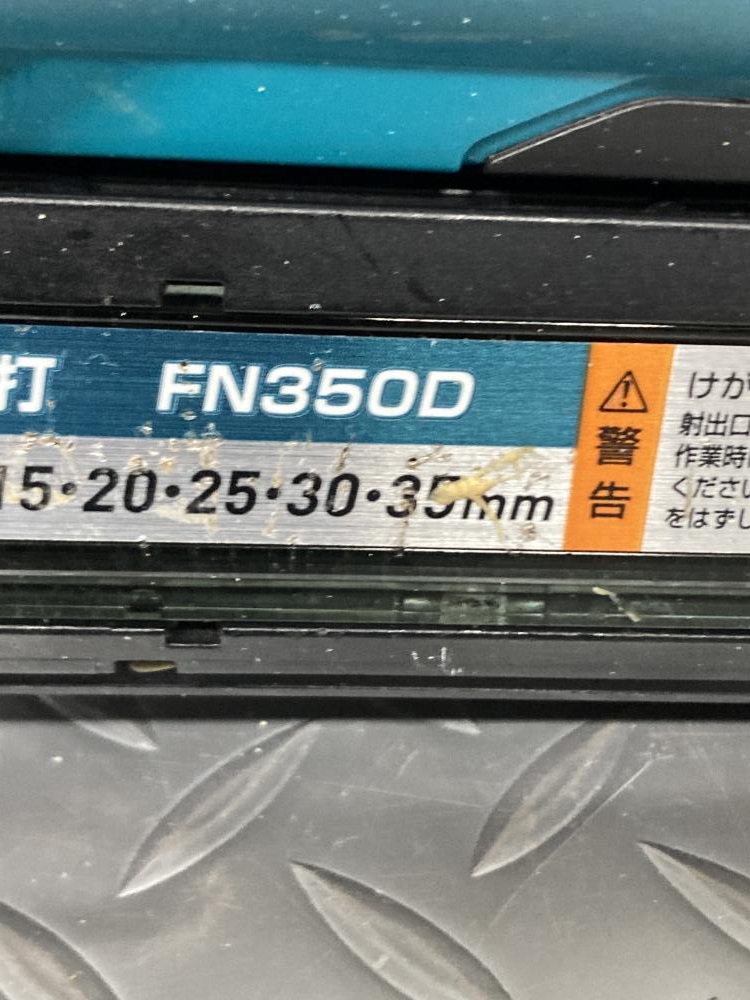 打 FN350D
15・20・25・30・35mm
警告
けが
射出口
作業時
くださ
をはずし